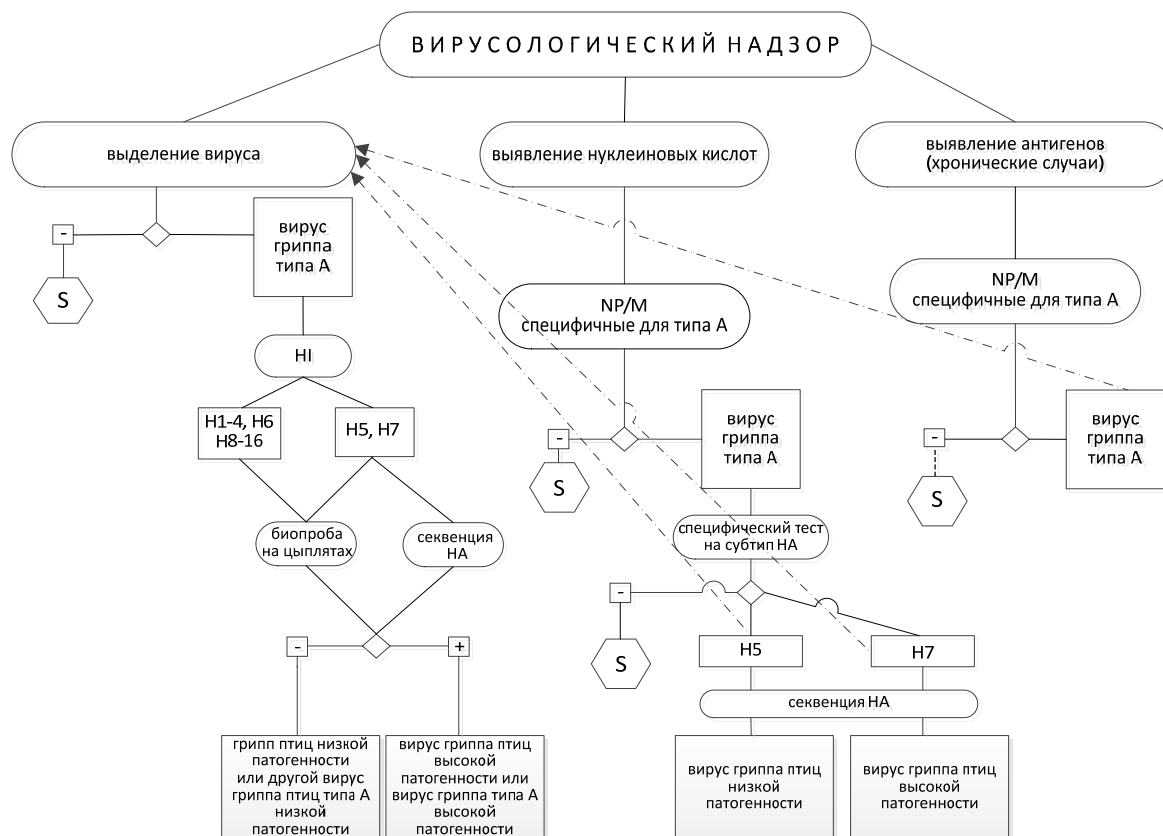 ВИРУСОЛОГИЧЕСКИЙ НАДЗОР
выделение вируса
выявление нуклеиновых кислот
выявление антигенов
(хронические случаи)
-
вирус
гриппа
типа А
S
NP/M
специфичные для типа А
NP/M
специфичные для типа А
HI
H1-4, H6
H8-16
H5, H7
-
вирус
гриппа
типа А
S
-
вирус
гриппа
типа А
S
биопроба
на цыплятах
секвенция
НА
специфический тест
на субтип НА
-
S
-
+
H5
H7
секвенция НА
грипп птиц низкой
патогенности
или другой вирус
гриппа птиц типа А
низкой
патогенности
вирус гриппа птиц
высокой
патогенности или
вирус гриппа типа А
высокой
патогенности
вирус гриппа птиц
низкой
патогенности
вирус гриппа птиц
высокой
патогенности